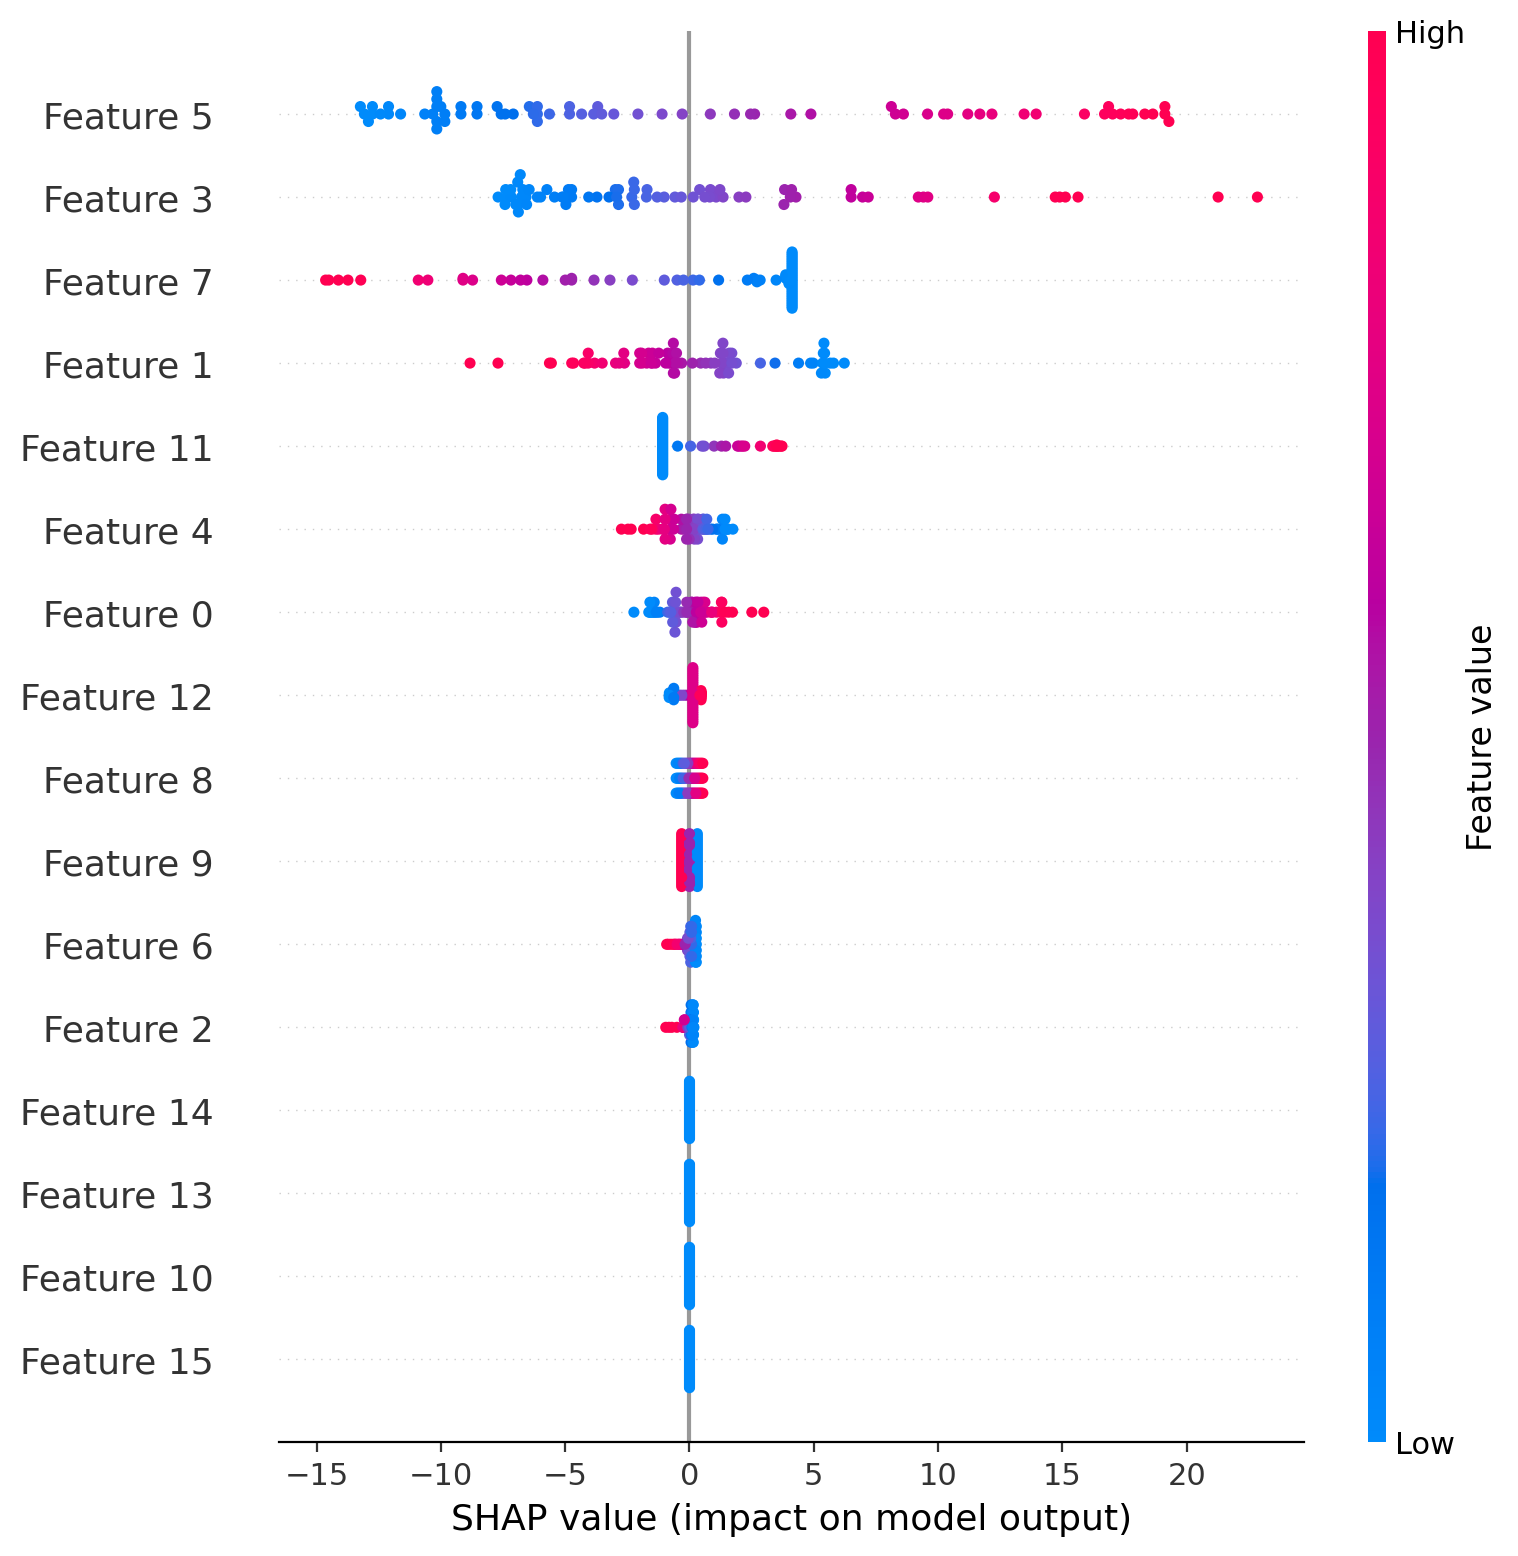 High
Feature 5
Feature 3
Feature 7
Feature 1
Feature 11
Feature 4
Feature 0
Feature 12
Feature 8
Feature 9
Feature 6
Feature 2
Feature 14
Feature 13
Feature 10
Feature 15
Feature value
Low
−15 −10 −5 0 5 10 15 20
SHAP value (impact on model output)